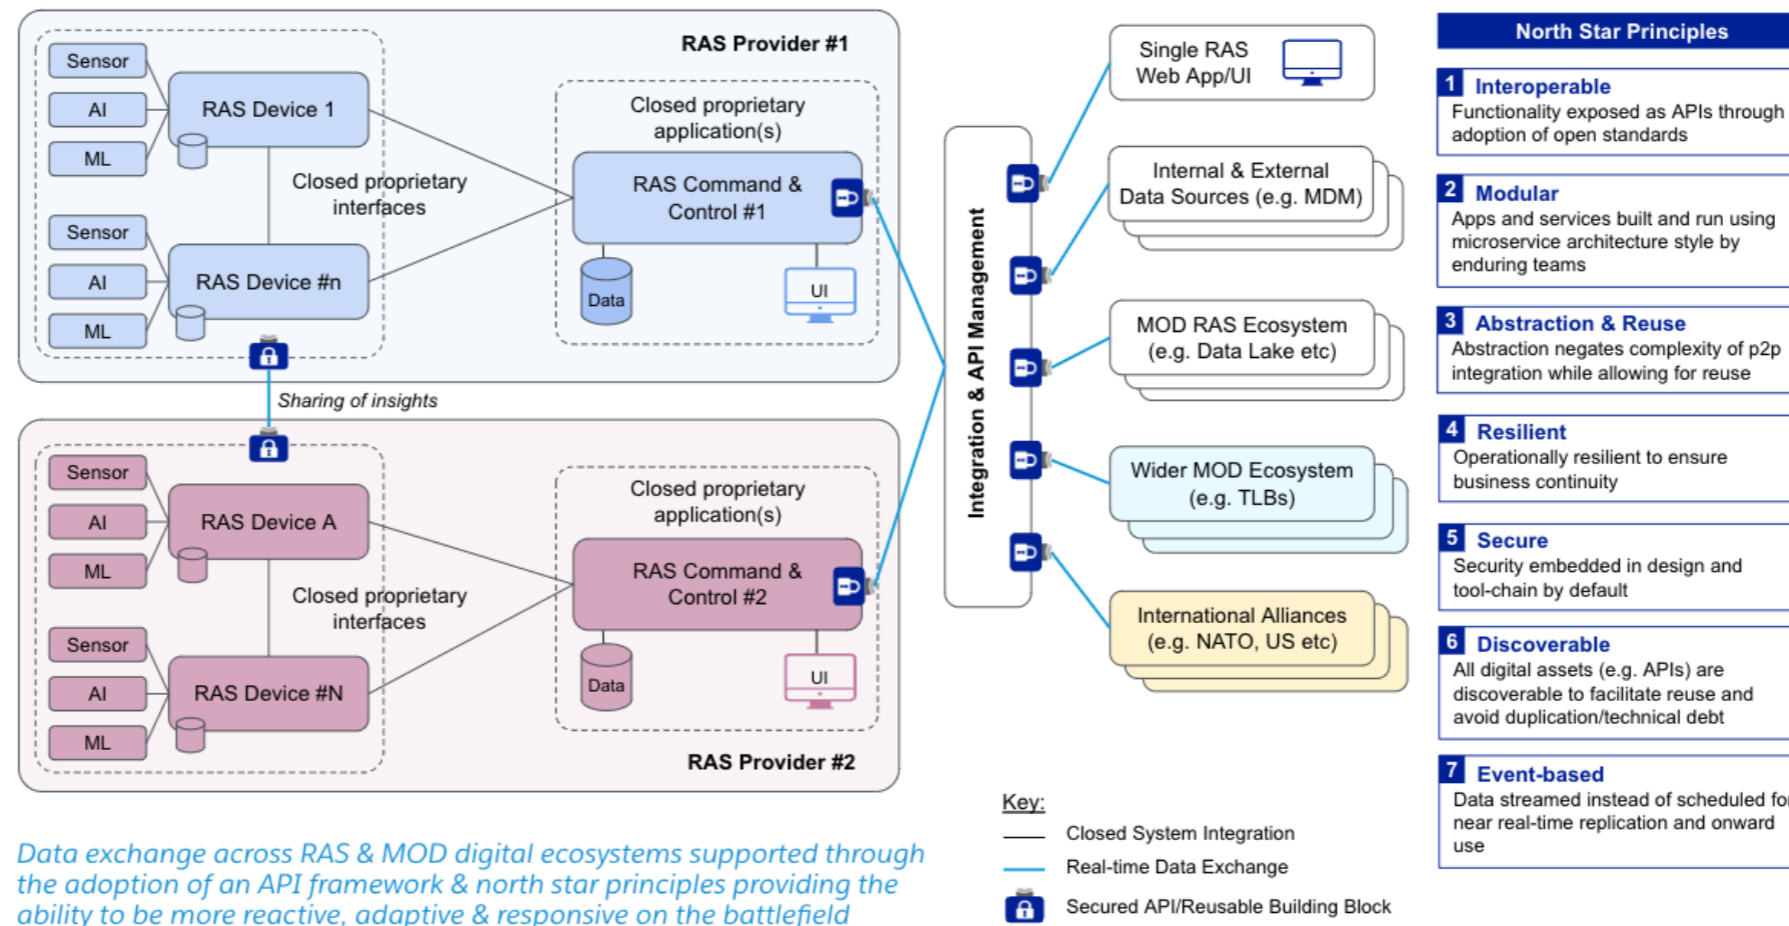 RAS Provider #1
Sensor
AI
ML
RAS Device 1
Closed proprietary
interfaces
Sensor
AI
ML
RAS Device #n
Closed proprietary
application(s)
RAS Command &
Control #1
Data
UI
Sharing of insights
Sensor
AI
ML
RAS Device A
Closed proprietary
interfaces
Sensor
AI
ML
RAS Device #N
Closed proprietary
application(s)
RAS Command &
Control #2
Data
UI
RAS Provider #2
Integration & API Management
Single RAS
Web App/UI
Internal & External
Data Sources (e.g. MDM)
MOD RAS Ecosystem
(e.g. Data Lake etc)
Wider MOD Ecosystem
(e.g. TLBs)
International Alliances
(e.g. NATO, US etc)
Key:
Closed System Integration
Real-time Data Exchange
Secured API/Reusable Building Block
North Star Principles
1 Interoperable
Functionality exposed as APIs through
adoption of open standards
2 Modular
Apps and services built and run using
microservice architecture style by
enduring teams
3 Abstraction & Reuse
Abstraction negates complexity of p2p
integration while allowing for reuse
4 Resilient
Operationally resilient to ensure
business continuity
5 Secure
Security embedded in design and
tool-chain by default
6 Discoverable
All digital assets (e.g. APIs) are
discoverable to facilitate reuse and
avoid duplication/technical debt
7 Event-based
Data streamed instead of scheduled for
near real-time replication and onward
use
Data exchange across RAS & MOD digital ecosystems supported through
the adoption of an API framework & north star principles providing the
ability to be more reactive, adaptive & responsive on the battlefield